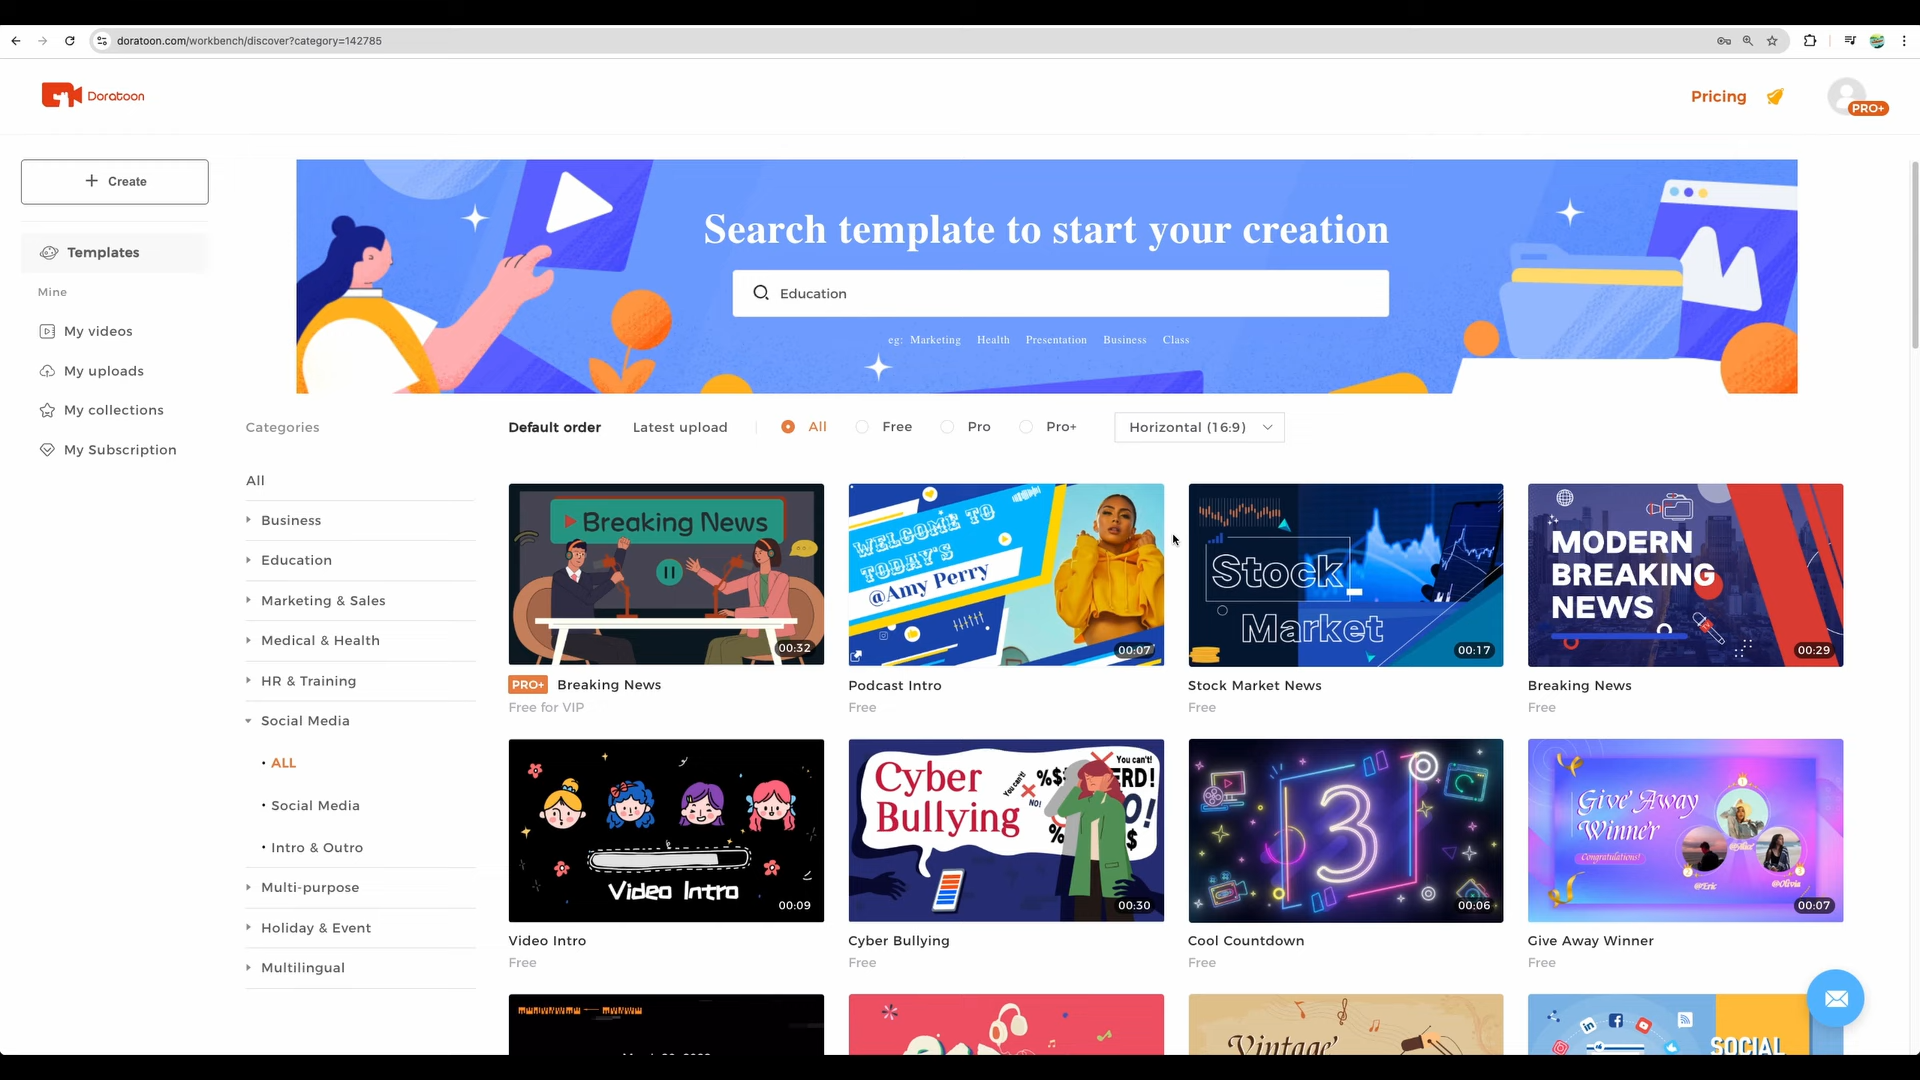 doratoon.com/workbench/discover?category=142785
Doratoon
Pricing
PRO+
Create
Templates
Mine
My videos
My uploads
My collections
My Subscription
Search template to start your creation
Education
eg: Marketing Health Presentation Business Class
Categories
Default order
Latest upload
All
Free
Pro
Pro+
Horizontal (16:9)
All
Business
Education
Marketing & Sales
Medical & Health
HR & Training
Social Media
• ALL
• Social Media
• Intro & Outro
Multi-purpose
Holiday & Event
Multilingual
Breaking News
00:32
PRO+ Breaking News
Free for VIP
WELCOME TO
TODAY'S
@Amy Perry
00:07
Podcast Intro
Free
Stock
Market
00:17
Stock Market News
Free
MODERN
BREAKING
NEWS
00:29
Breaking News
Free
Video Intro
00:09
Video Intro
Free
Cyber
Bullying
You can't!
NO!
You can't!
00:30
Cyber Bullying
Free
3
00:06
Cool Countdown
Free
Give Away
Winner
Congratulations!
@Eric
@Olivia
00:07
Give Away Winner
Free
Vintage
SOCIAL